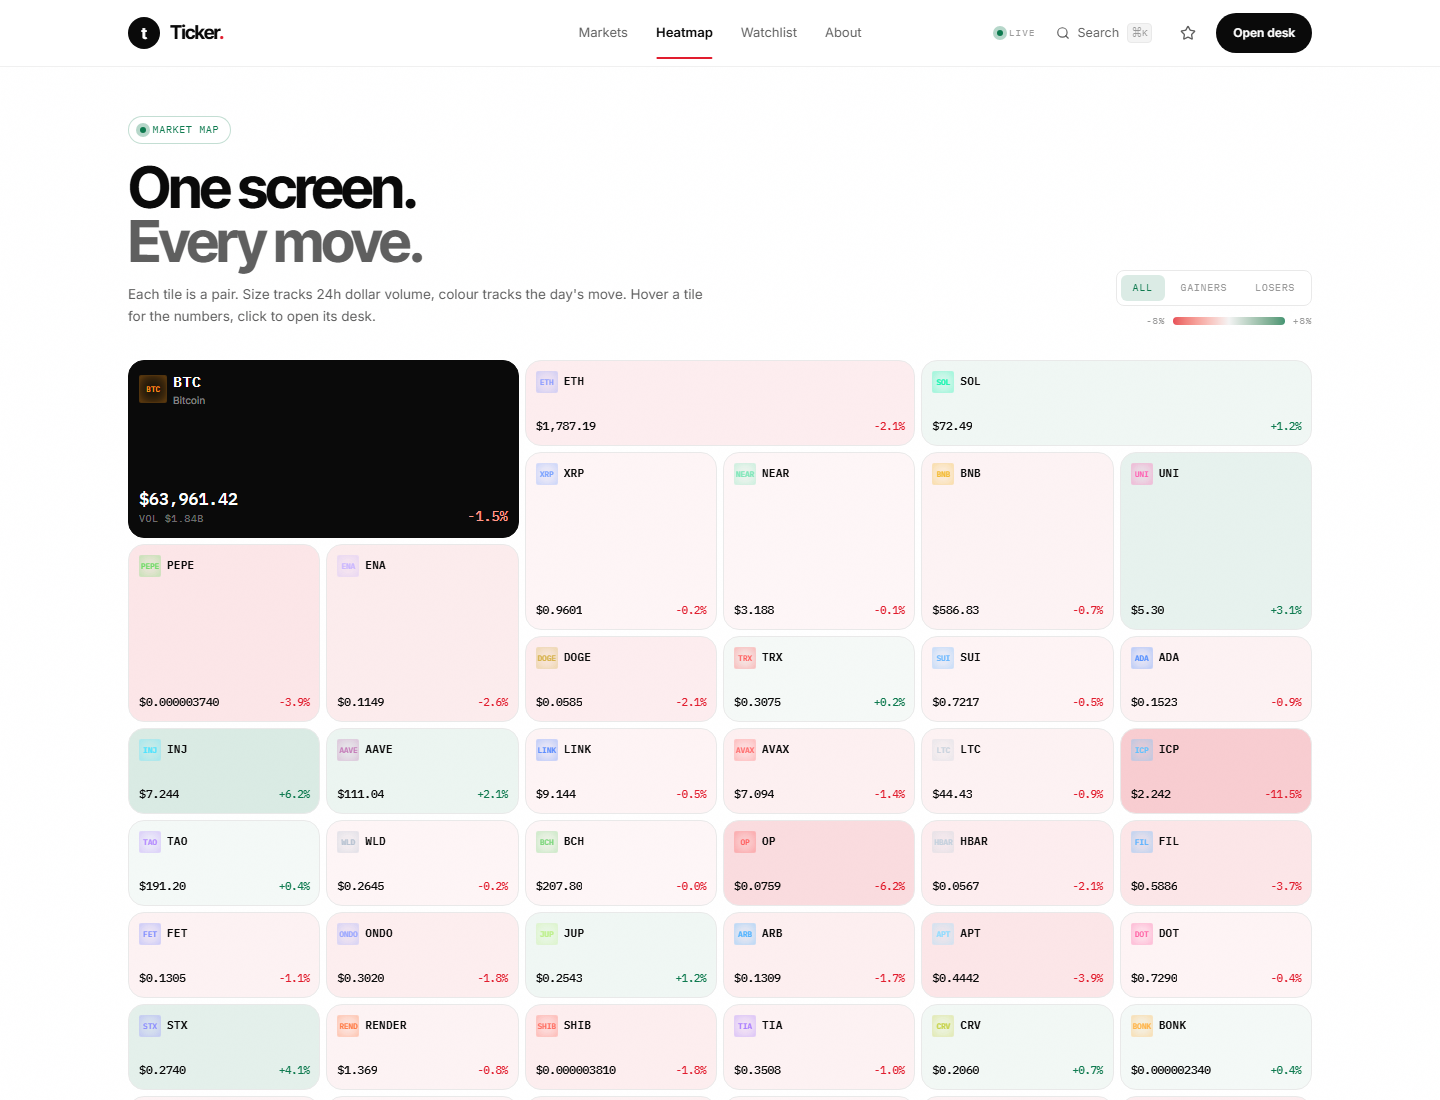 t Ticker.
Markets Heatmap Watchlist About
LIVE Search ⌘K Open desk
MARKET MAP
One screen.
Every move.
Each tile is a pair. Size tracks 24h dollar volume, colour tracks the day's move. Hover a tile
for the numbers, click to open its desk.
ALL GAINERS LOSERS
-8% +8%
BTC BTC
Bitcoin
$63,961.42
VOL $1.84B -1.5%
ETH ETH
$1,787.19 -2.1%
SOL SOL
$72.49 +1.2%
XRP XRP
$0.9601 -0.2%
NEAR NEAR
$3.188 -0.1%
BNB BNB
$586.83 -0.7%
UNI UNI
$5.30 +3.1%
PEPE PEPE
$0.000003740 -3.9%
ENA ENA
$0.1149 -2.6%
DOGE DOGE
$0.0585 -2.1%
TRX TRX
$0.3075 +0.2%
SUI SUI
$0.7217 -0.5%
ADA ADA
$0.1523 -0.9%
INJ INJ
$7.244 +6.2%
AAVE AAVE
$111.04 +2.1%
LINK LINK
$9.144 -0.5%
AVAX AVAX
$7.094 -1.4%
LTC LTC
$44.43 -0.9%
ICP ICP
$2.242 -11.5%
TAO TAO
$191.20 +0.4%
WLD WLD
$0.2645 -0.2%
BCH BCH
$207.80 -0.0%
OP OP
$0.0759 -6.2%
HBAR HBAR
$0.0567 -2.1%
FIL FIL
$0.5886 -3.7%
FET FET
$0.1305 -1.1%
ONDO ONDO
$0.3020 -1.8%
JUP JUP
$0.2543 +1.2%
ARB ARB
$0.1309 -1.7%
APT APT
$0.4442 -3.9%
DOT DOT
$0.7290 -0.4%
STX STX
$0.2740 +4.1%
REND RENDER
$1.369 -0.8%
SHIB SHIB
$0.000003810 -1.8%
TIA TIA
$0.3508 -1.0%
CRV CRV
$0.2060 +0.7%
BONK BONK
$0.000002340 +0.4%